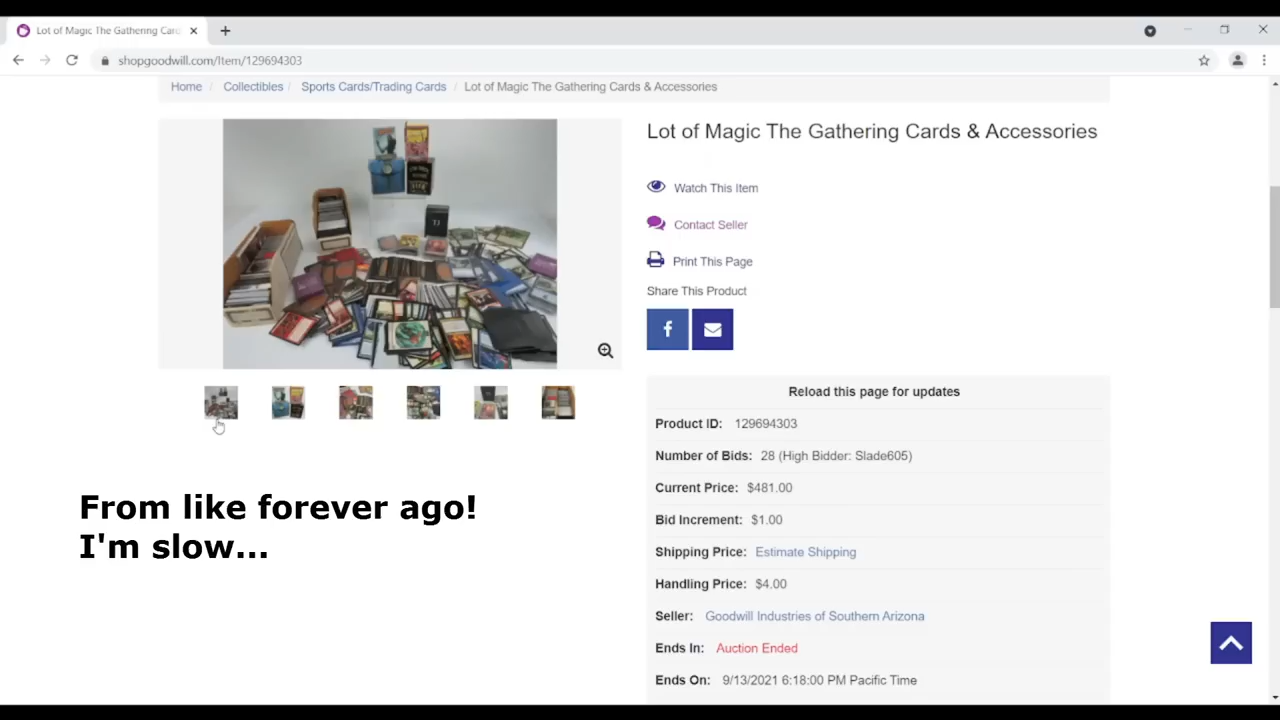 Lot of Magic The Gathering Card
shopgoodwill.com/Item/129694303
Home / Collectibles / Sports Cards/Trading Cards / Lot of Magic The Gathering Cards & Accessories
Lot of Magic The Gathering Cards & Accessories
Watch This Item
Contact Seller
Print This Page
Share This Product
Reload this page for updates
Product ID: 129694303
Number of Bids: 28 (High Bidder: Slade605)
Current Price: $481.00
Bid Increment: $1.00
Shipping Price: Estimate Shipping
Handling Price: $4.00
Seller: Goodwill Industries of Southern Arizona
Ends In: Auction Ended
Ends On: 9/13/2021 6:18:00 PM Pacific Time
From like forever ago!
I'm slow...